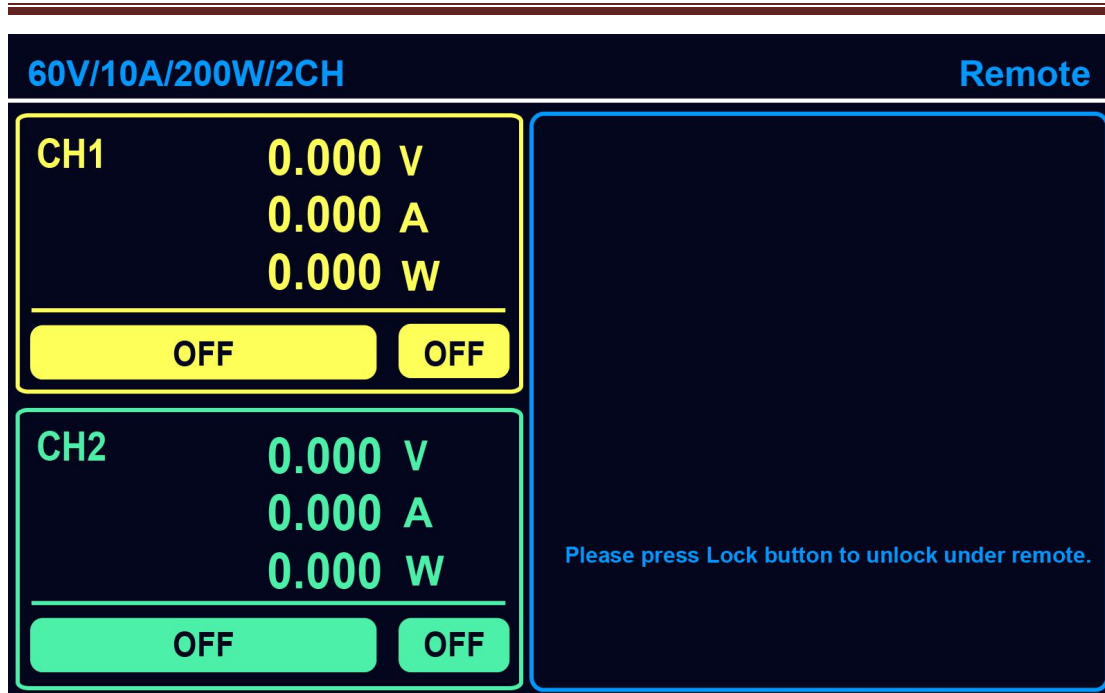 60V/10A/200W/2CH Remote
CH1 0.000 V
0.000 A
0.000 W
OFF OFF
CH2 0.000 V
0.000 A
0.000 W
OFF OFF
Please press Lock button to unlock under remote.